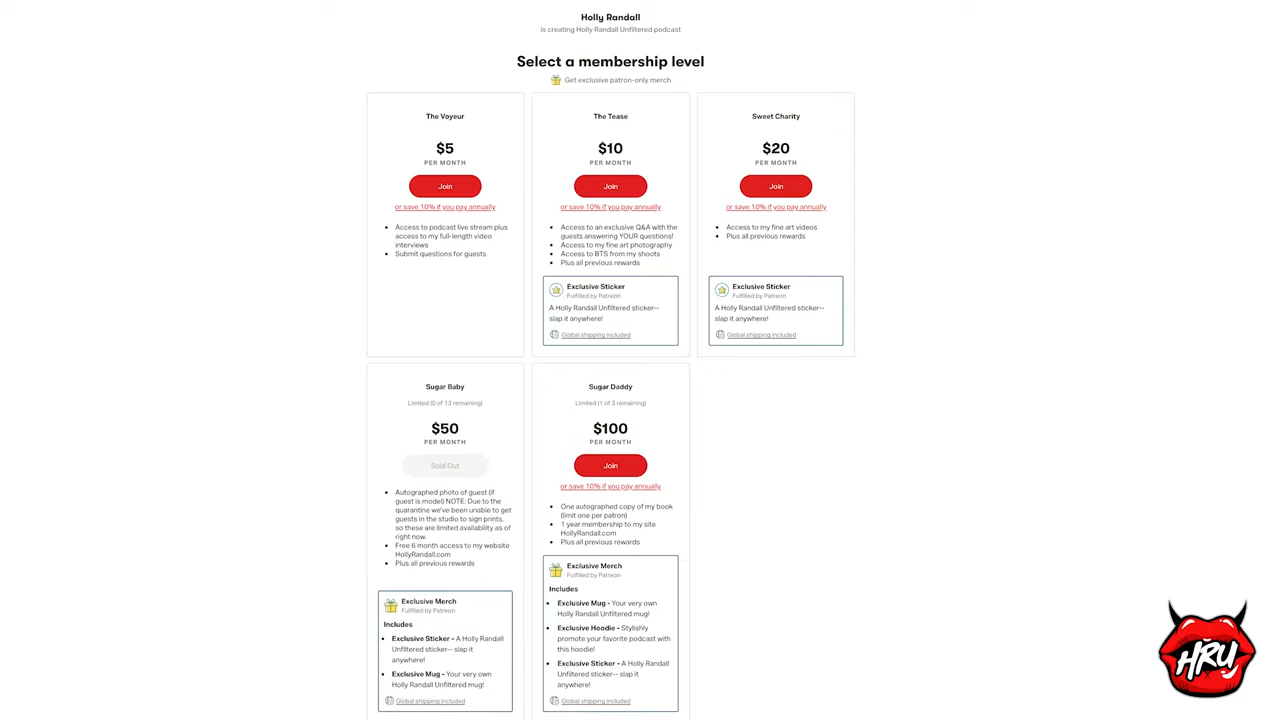 Holly Randall
is creating Holly Randall Unfiltered podcast
Select a membership level
Get exclusive patron-only merch
The Voyeur
$5
PER MONTH
Join
or save 10% if you pay annually
Access to podcast live stream plus
access to my full-length video
interviews
Submit questions for guests
The Tease
$10
PER MONTH
Join
or save 10% if you pay annually
Access to an exclusive Q&A with the
guests answering YOUR questions!
Access to my fine art photography
Access to BTS from my shoots
Plus all previous rewards
Exclusive Sticker
Fulfilled by Patreon
A Holly Randall Unfiltered sticker--
slap it anywhere!
Global shipping included
Sweet Charity
$20
PER MONTH
Join
or save 10% if you pay annually
Access to my fine art videos
Plus all previous rewards
Exclusive Sticker
Fulfilled by Patreon
A Holly Randall Unfiltered sticker--
slap it anywhere!
Global shipping included
Sugar Baby
Limited (0 of 13 remaining)
$50
PER MONTH
Sold Out
Autographed photo of guest (if
guest is model) NOTE: Due to the
quarantine we've been unable to get
guests in the studio to sign prints,
so these are limited availability as of
right now.
Free 6 month access to my website
HollyRandall.com
Plus all previous rewards
Exclusive Merch
Fulfilled by Patreon
Includes
Exclusive Sticker - A Holly Randall
Unfiltered sticker-- slap it
anywhere!
Exclusive Mug - Your very own
Holly Randall Unfiltered mug!
Global shipping included
Sugar Daddy
Limited (1 of 3 remaining)
$100
PER MONTH
Join
or save 10% if you pay annually
One autographed copy of my book
(limit one per patron)
1 year membership to my site
HollyRandall.com
Plus all previous rewards
Exclusive Merch
Fulfilled by Patreon
Includes
Exclusive Mug - Your very own
Holly Randall Unfiltered mug!
Exclusive Hoodie - Stylishly
promote your favorite podcast with
this hoodie!
Exclusive Sticker - A Holly Randall
Unfiltered sticker-- slap it
anywhere!
Global shipping included
HRU